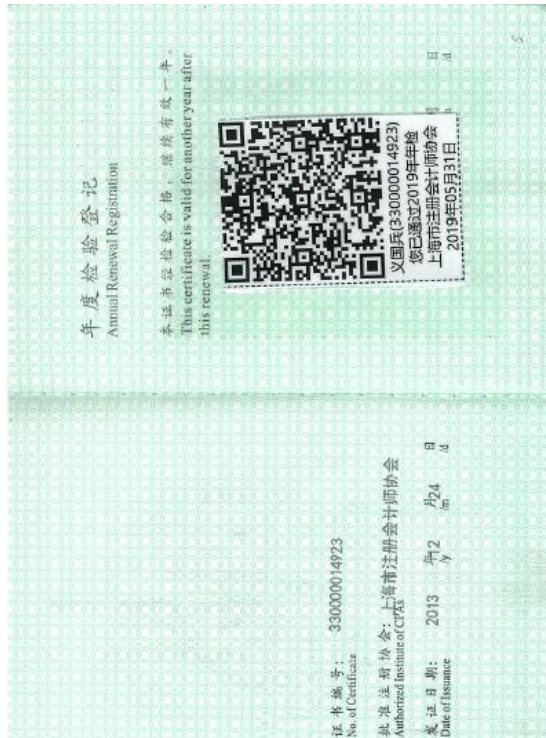 年度检验登记
Annual Renewal Registration
本证书经检验合格，继续有效一年。
This certificate is valid for another year after
this renewal.
义国兵(330000014923)
您已通过2019年年检
上海市注册会计师协会
2019年05月31日
日
/d
5
证书编号： 330000014923
No. of Certificate
批准注册协会：上海市注册会计师协会
Authorized Institute of CPAs
发证日期： 2013 年12 月24 日
Date of Issuance /y /m /d